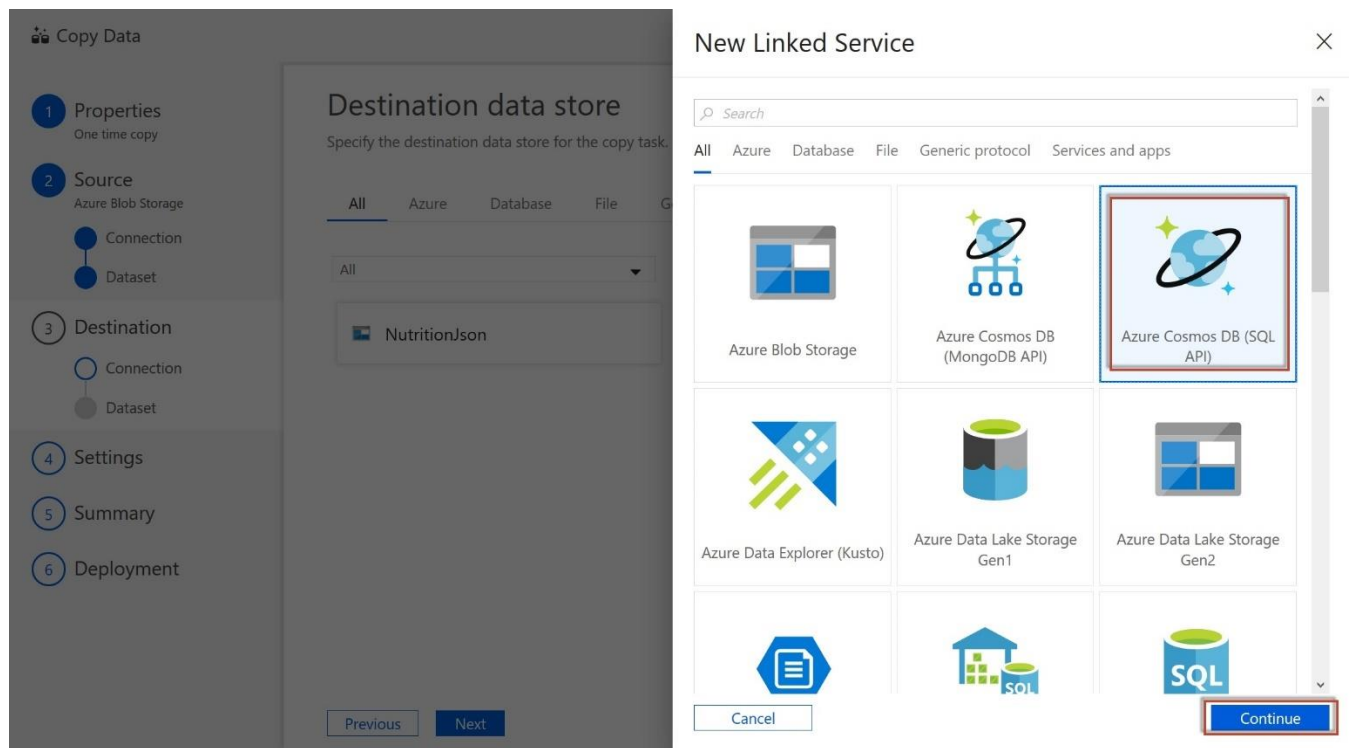 Copy Data
1 Properties
One time copy
2 Source
Azure Blob Storage
Connection
Dataset
3 Destination
Connection
Dataset
4 Settings
5 Summary
6 Deployment
Destination data store
Specify the destination data store for the copy task.
All Azure Database File G
All
NutritionJson
Previous Next
New Linked Service
Search
All Azure Database File Generic protocol Services and apps
Azure Blob Storage
Azure Cosmos DB
(MongoDB API)
Azure Cosmos DB (SQL
API)
Azure Data Explorer (Kusto)
Azure Data Lake Storage
Gen1
Azure Data Lake Storage
Gen2
SQL
SQL
Cancel Continue